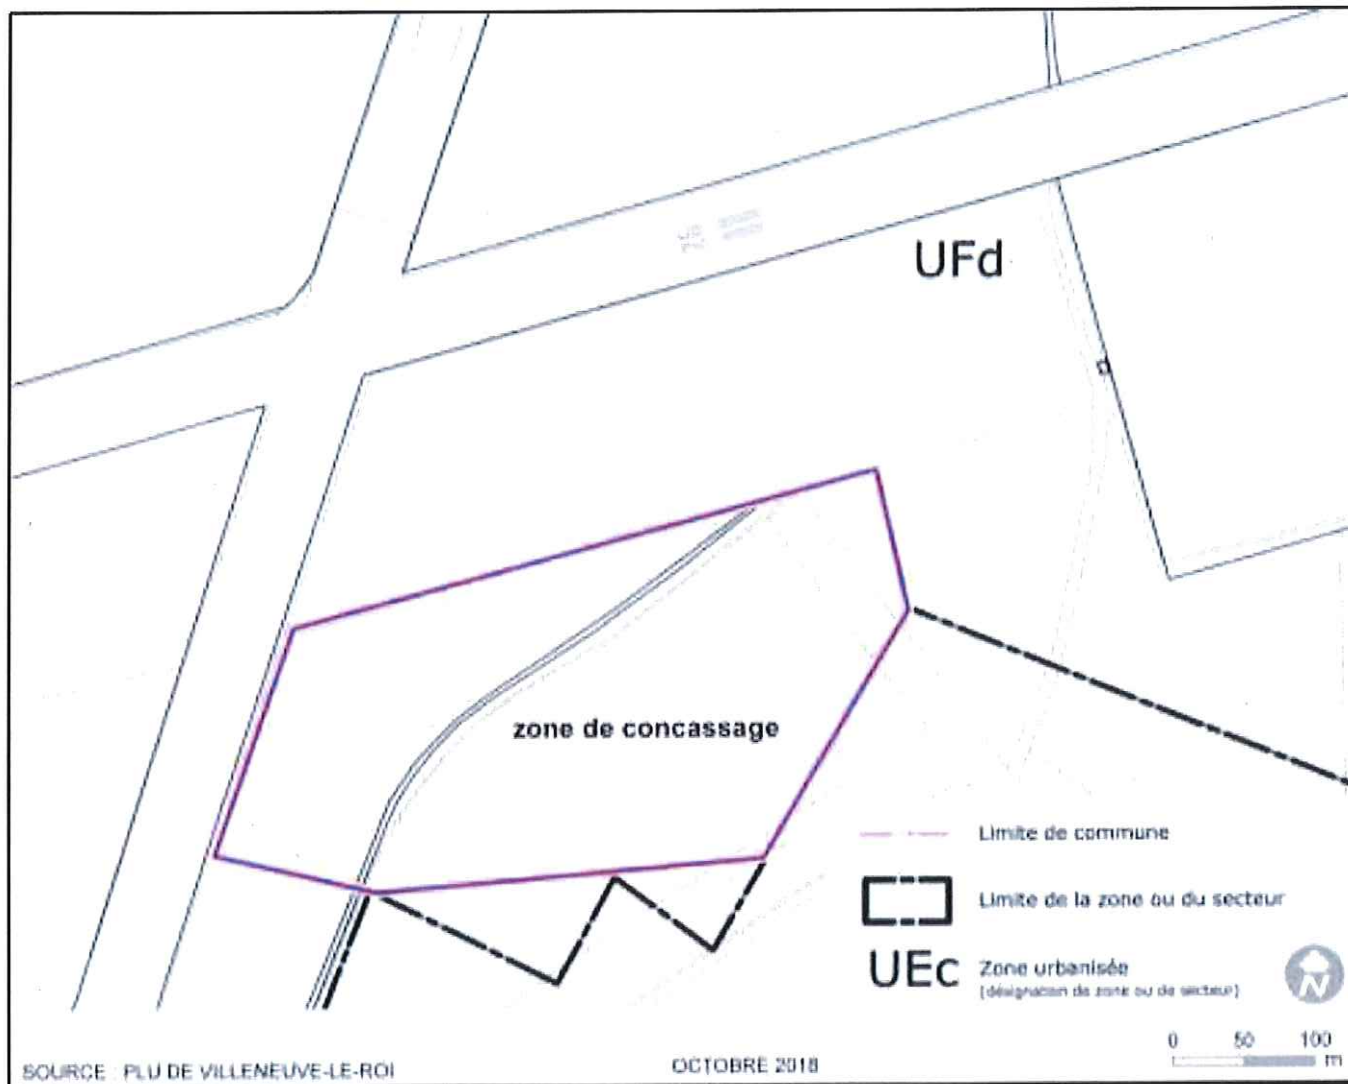 UFd
zone de concassage
Limite de commune
Limite de la zone ou du secteur
UEc Zone urbanisée
(désignation de zone ou de secteur)
N
0 50 100
m
SOURCE : PLU DE VILLENEUVE-LE-ROI
OCTOBRE 2018